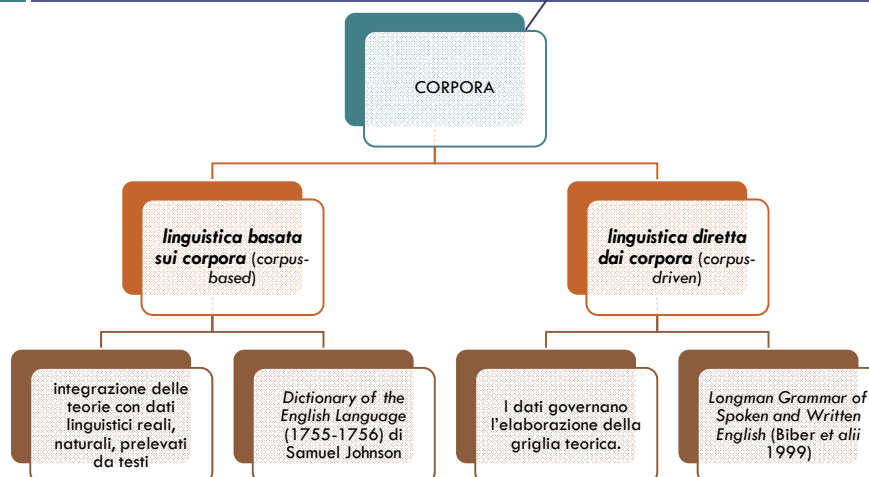 CORPORA
linguistica basata
sui corpora (corpus-
based)
linguistica diretta
dai corpora (corpus-
driven)
integrazione delle
teorie con dati
linguistici reali,
naturali, prelevati
da testi
Dictionary of the
English Language
(1755-1756) di
Samuel Johnson
I dati governano
l'elaborazione della
griglia teorica.
Longman Grammar of
Spoken and Written
English (Biber et alii
1999)